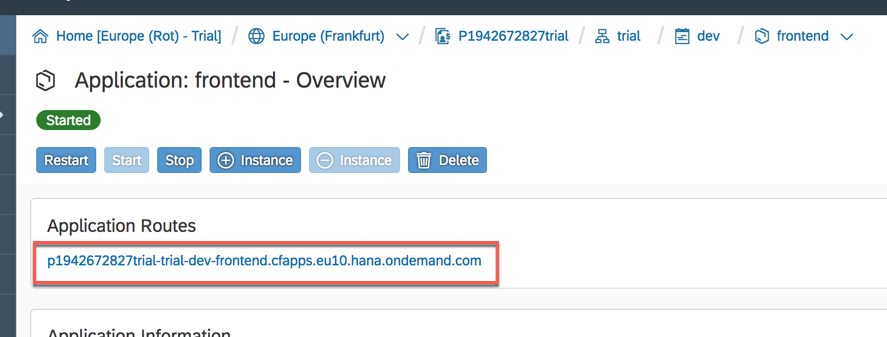 Home [Europe (Rot) - Trial] / Europe (Frankfurt) / P1942672827trial / trial / dev / frontend
Application: frontend - Overview
Started
Restart Start Stop Instance Instance Delete
Application Routes
p1942672827trial-trial-dev-frontend.cfapps.eu10.hana.ondemand.com
Application Information